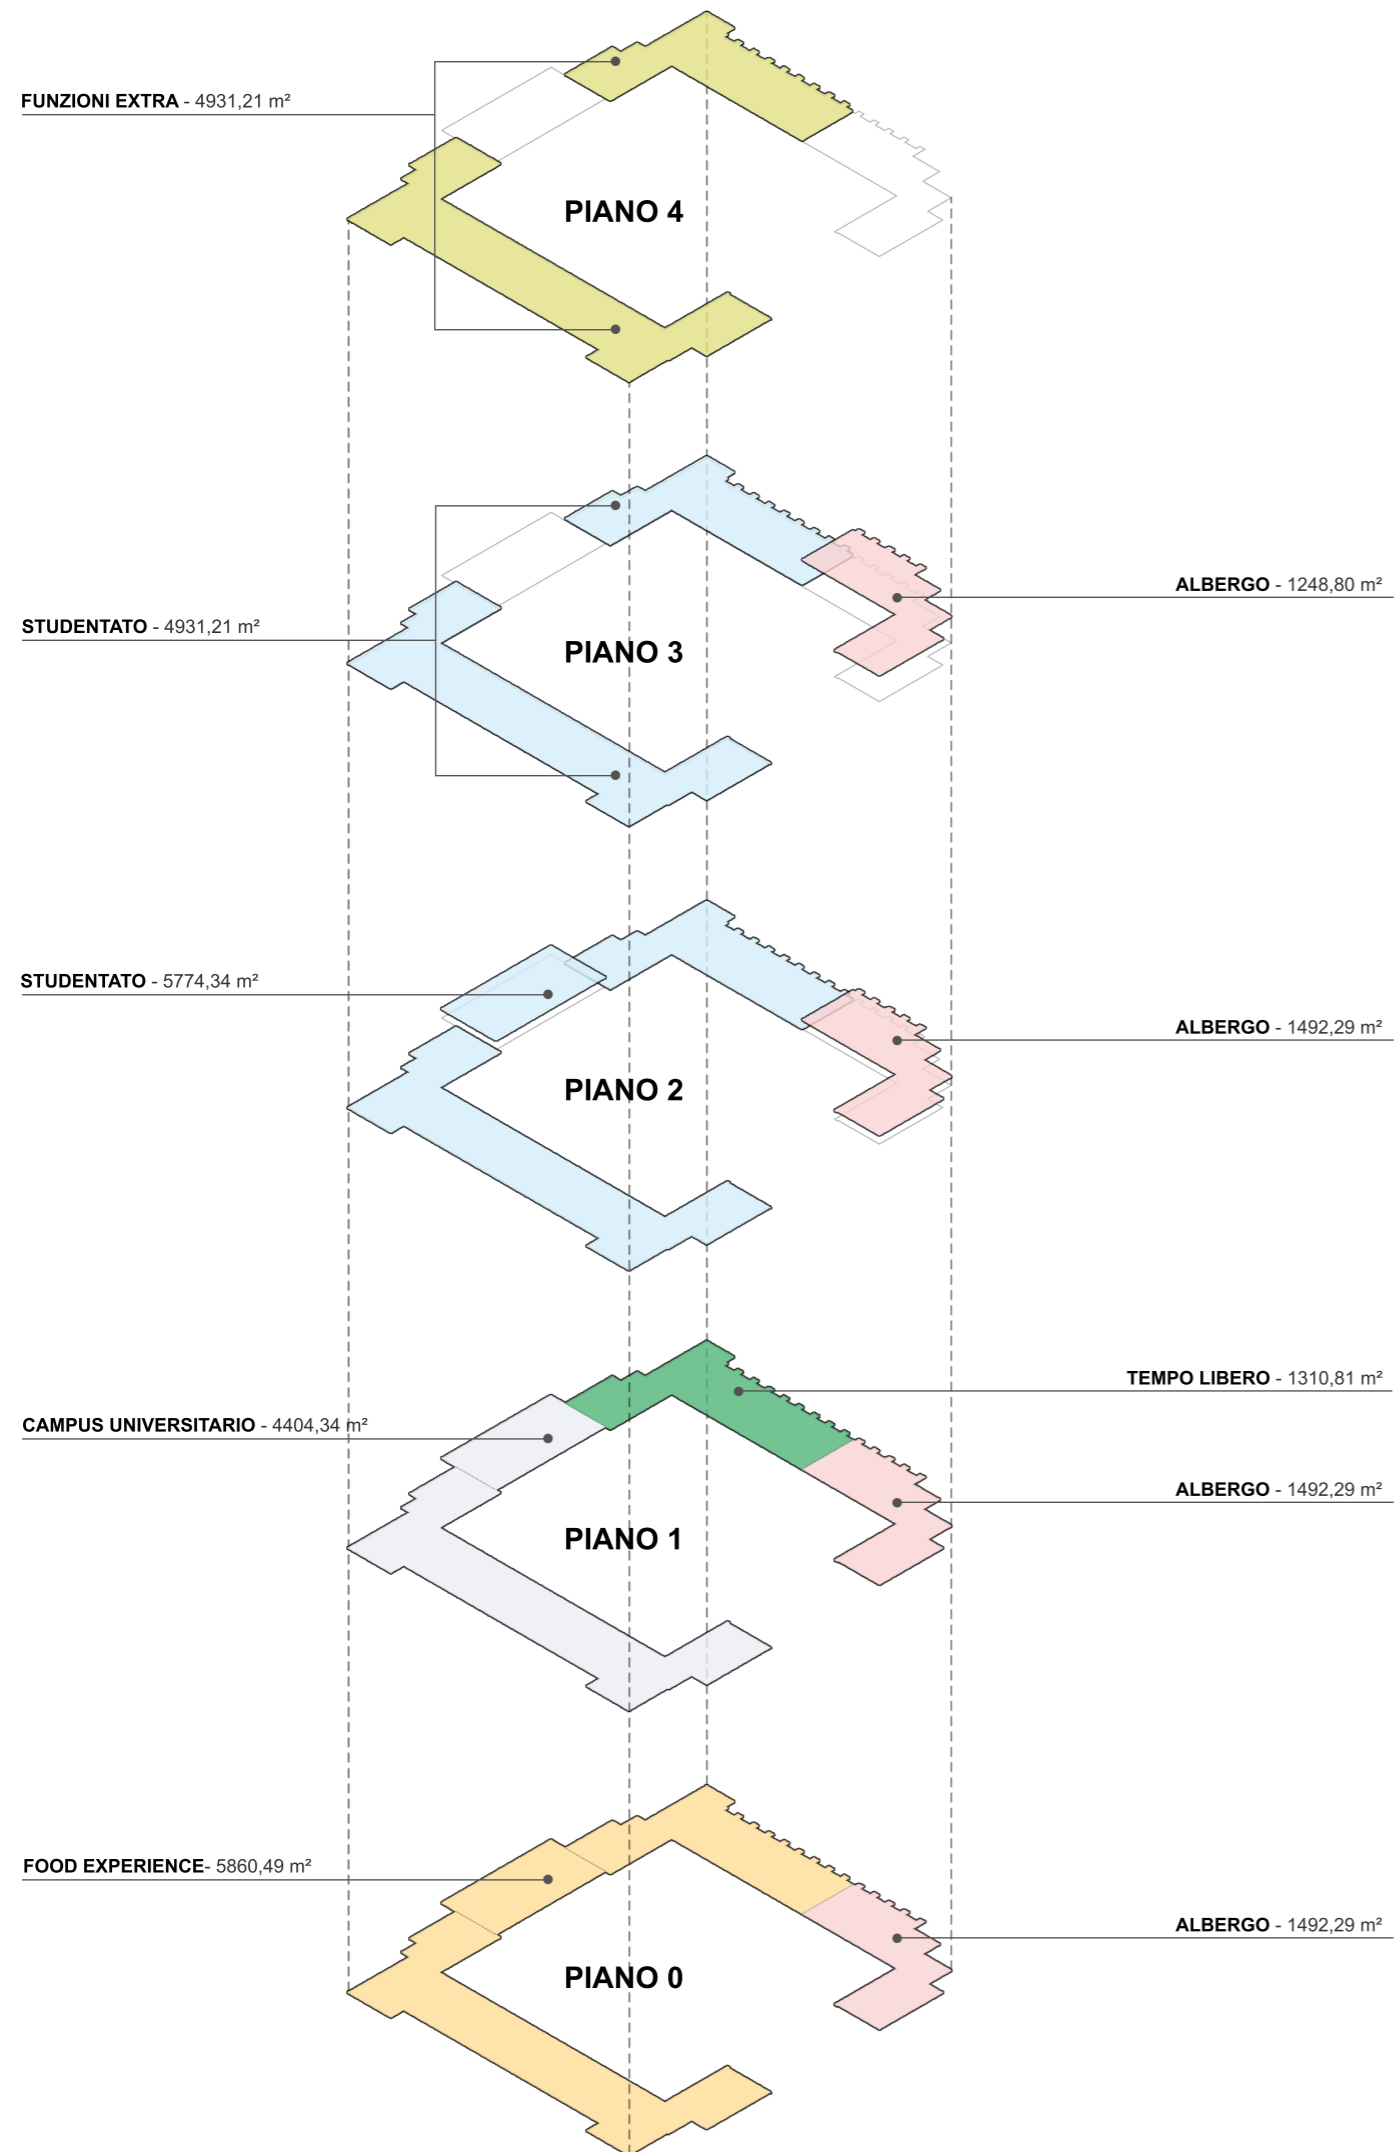 FUNZIONI EXTRA - 4931,21 m²
PIANO 4
ALBERGO - 1248,80 m²
STUDENTATO - 4931,21 m²
PIANO 3
STUDENTATO - 5774,34 m²
ALBERGO - 1492,29 m²
PIANO 2
TEMPO LIBERO - 1310,81 m²
CAMPUS UNIVERSITARIO - 4404,34 m²
ALBERGO - 1492,29 m²
PIANO 1
FOOD EXPERIENCE- 5860,49 m²
ALBERGO - 1492,29 m²
PIANO 0